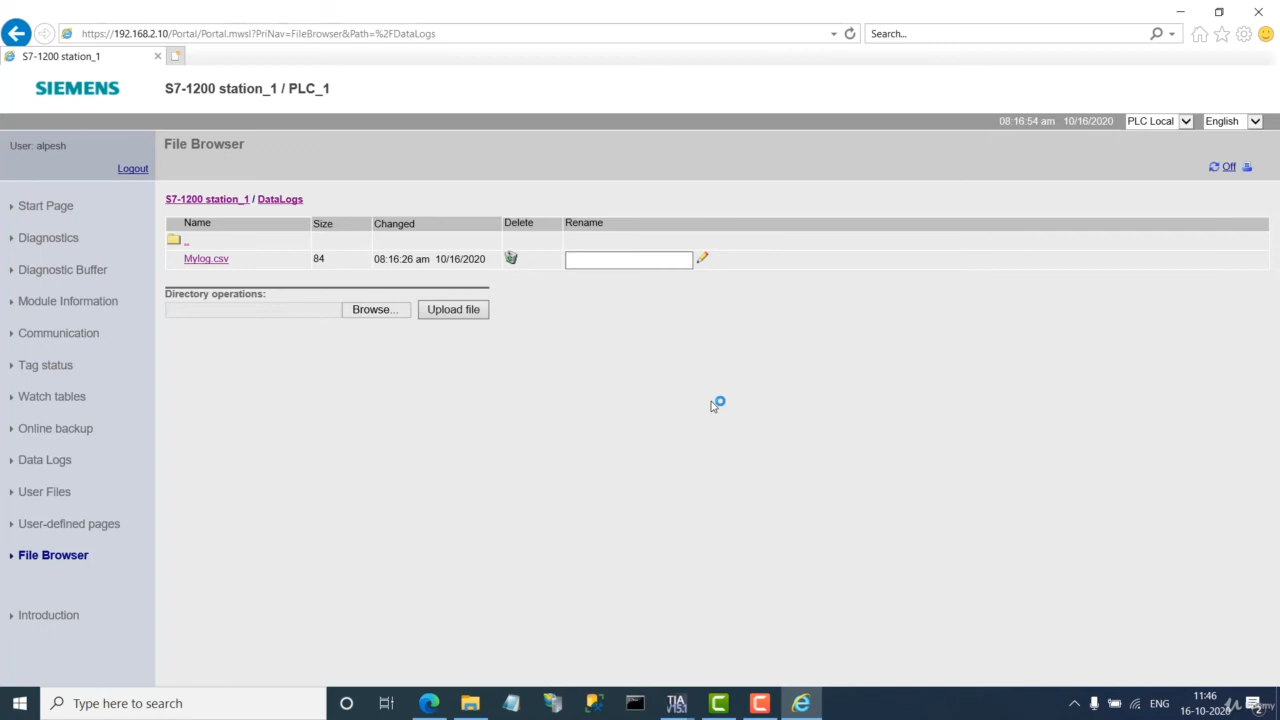 https://192.168.2.10/Portal/Portal.mwsl?PriNav=FileBrowser&Path=%2FDataLogs
Search...
S7-1200 station_1
SIEMENS
S7-1200 station_1 / PLC_1
08:16:54 am 10/16/2020
PLC Local
English
User: alpesh
File Browser
Logout
Off
Start Page
Diagnostics
Diagnostic Buffer
Module Information
Communication
Tag status
Watch tables
Online backup
Data Logs
User Files
User-defined pages
File Browser
Introduction
S7-1200 station_1 / DataLogs
Name Size Changed Delete Rename
..
Mylog.csv 84 08:16:26 am 10/16/2020
Directory operations:
Browse... Upload file
Type here to search
TIA
ENG
11:46
16-10-2020
2